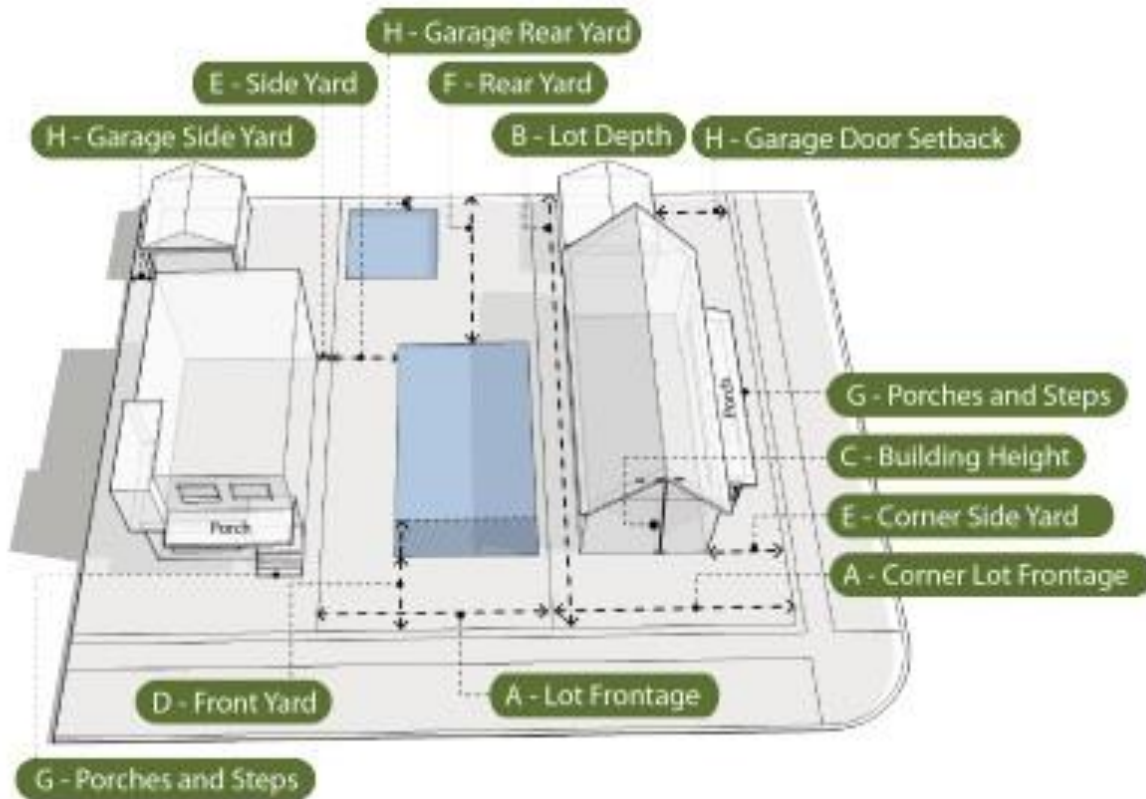 H - Garage Rear Yard
E - Side Yard
F - Rear Yard
H - Garage Side Yard
B - Lot Depth
H - Garage Door Setback
Porch
G - Porches and Steps
C - Building Height
Porch
E - Corner Side Yard
A - Corner Lot Frontage
D - Front Yard
A - Lot Frontage
G - Porches and Steps